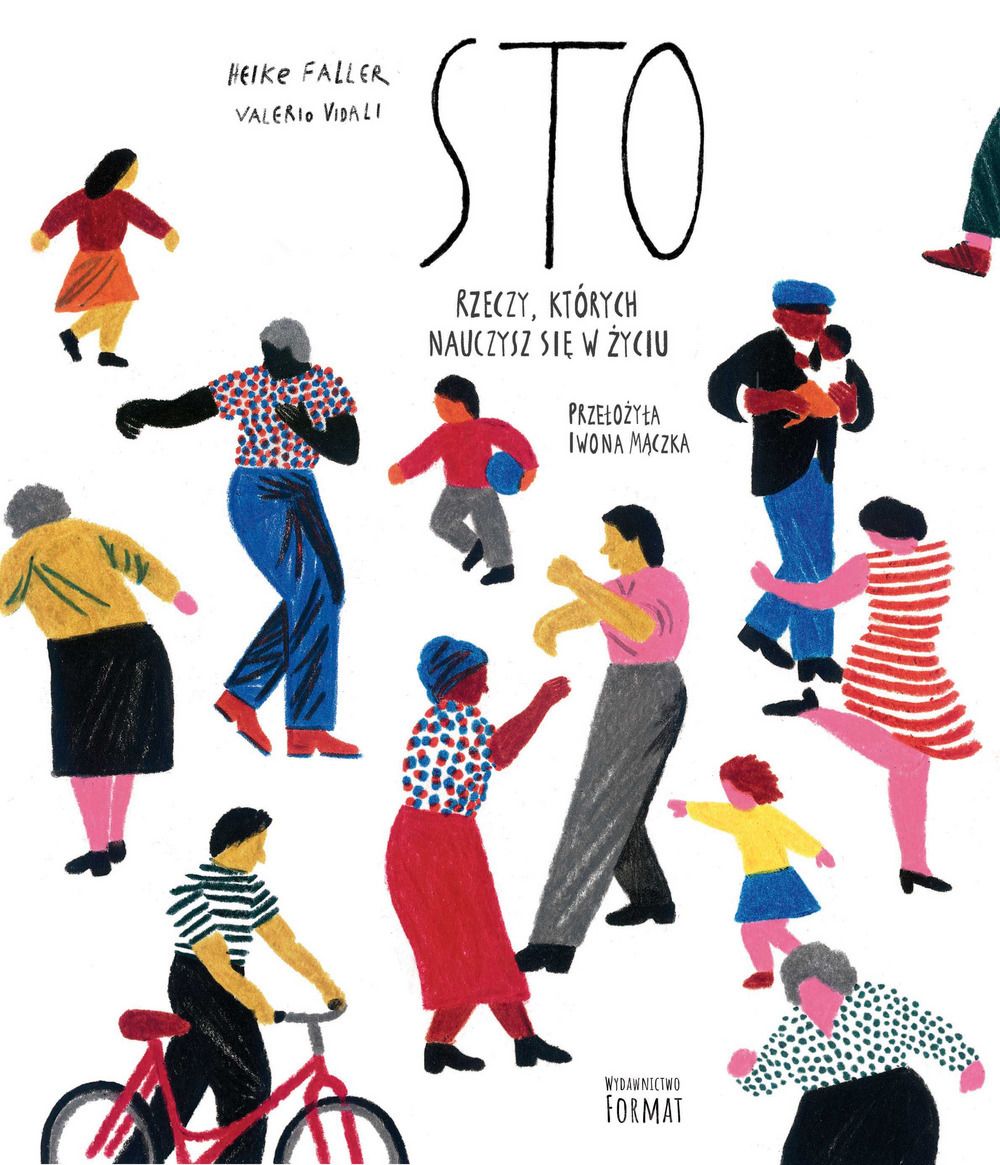 HEIKE FALLER
VALERIO VIDALI
STO
RZECZY, KTÓRYCH
NAUCZYSZ SIĘ W ŻYCIU
PRZEŁOŻYŁA
IWONA MĄCZKA
WYDAWNICTWO
FORMAT